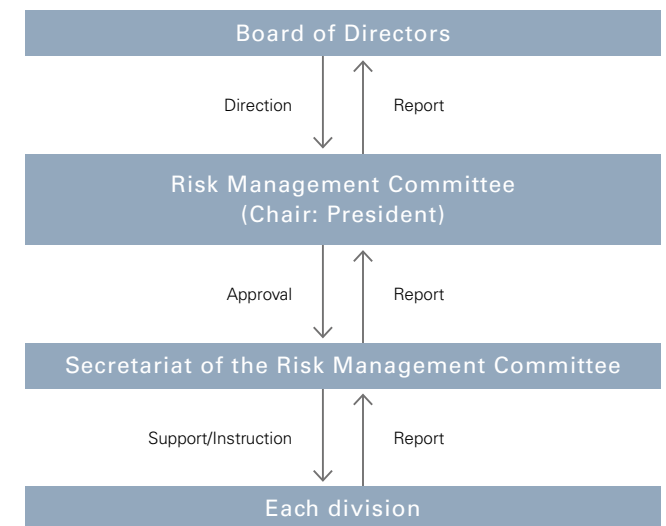 Board of Directors
Direction
Report
Risk Management Committee
(Chair: President)
Approval
Report
Secretariat of the Risk Management Committee
Support/Instruction
Report
Each division